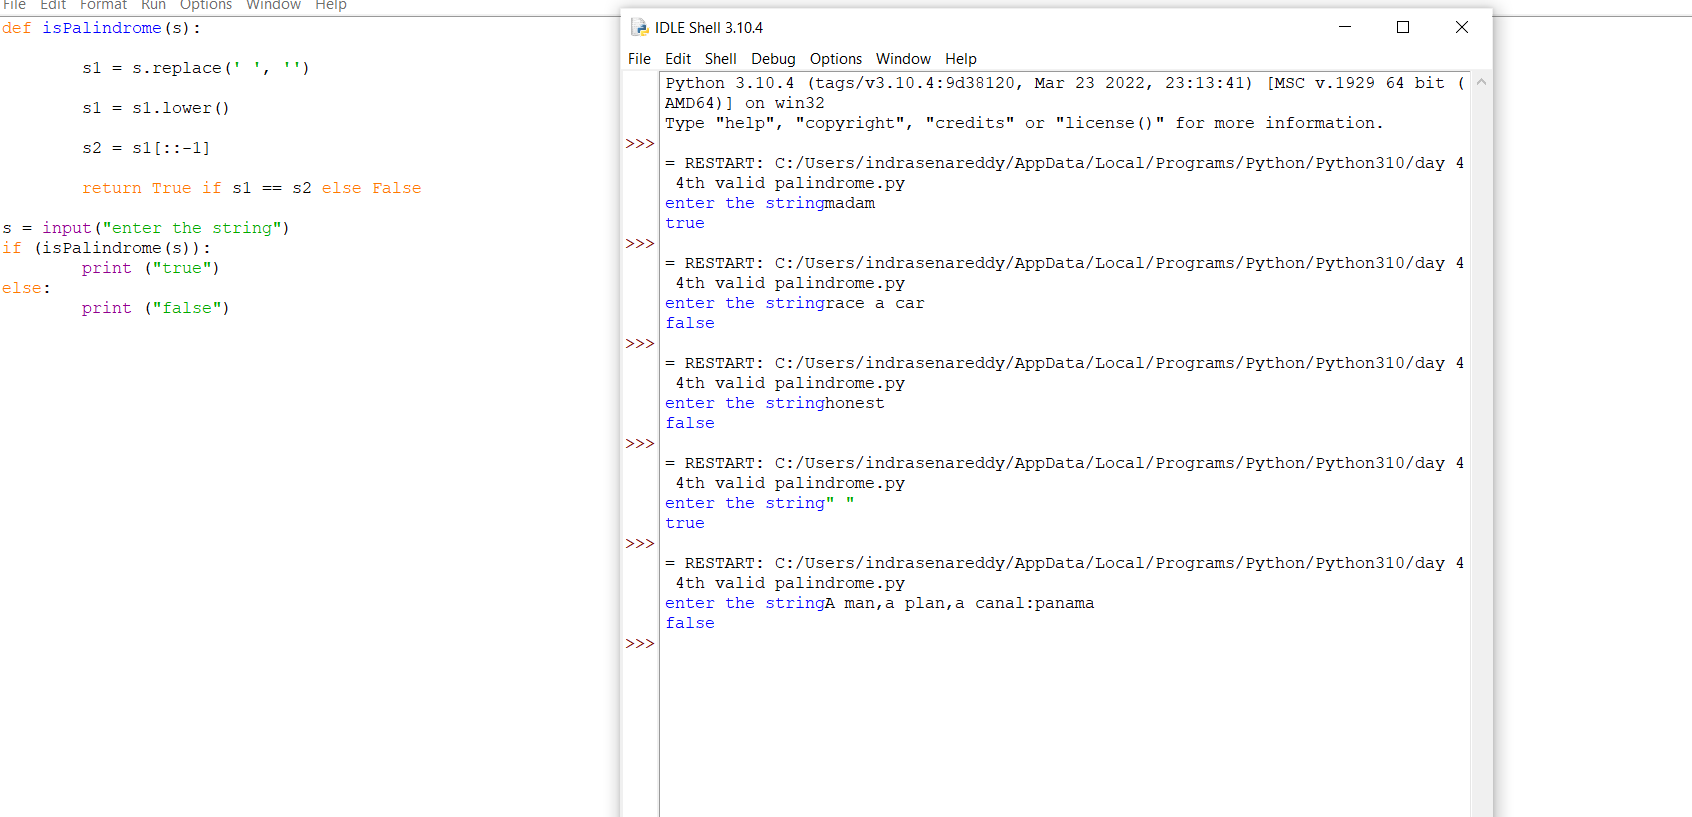 File Edit Format Run Options Window Help
def isPalindrome(s):
s1 = s.replace(' ', '')
s1 = s1.lower()
s2 = s1[::-1]
return True if s1 == s2 else False
s = input("enter the string")
if (isPalindrome(s)):
print ("true")
else:
print ("false")
IDLE Shell 3.10.4
File Edit Shell Debug Options Window Help
Python 3.10.4 (tags/v3.10.4:9d38120, Mar 23 2022, 23:13:41) [MSC v.1929 64 bit (
AMD64)] on win32
Type "help", "copyright", "credits" or "license()" for more information.
>>>
= RESTART: C:/Users/indrasenareddy/AppData/Local/Programs/Python/Python310/day 4
4th valid palindrome.py
enter the stringmadam
true
>>>
= RESTART: C:/Users/indrasenareddy/AppData/Local/Programs/Python/Python310/day 4
4th valid palindrome.py
enter the stringrace a car
false
>>>
= RESTART: C:/Users/indrasenareddy/AppData/Local/Programs/Python/Python310/day 4
4th valid palindrome.py
enter the stringhonest
false
>>>
= RESTART: C:/Users/indrasenareddy/AppData/Local/Programs/Python/Python310/day 4
4th valid palindrome.py
enter the string" "
true
>>>
= RESTART: C:/Users/indrasenareddy/AppData/Local/Programs/Python/Python310/day 4
4th valid palindrome.py
enter the stringA man,a plan,a canal:panama
false
>>>